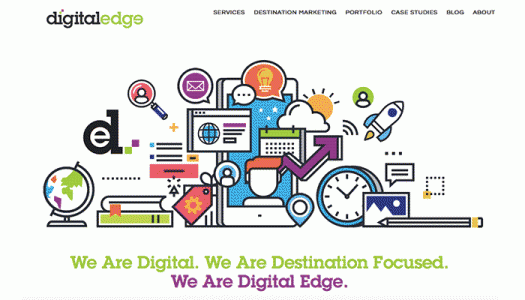 digitaledge
SERVICES DESTINATION MARKETING PORTFOLIO CASE STUDIES BLOG ABOUT
ed.
We Are Digital. We Are Destination Focused.
We Are Digital Edge.